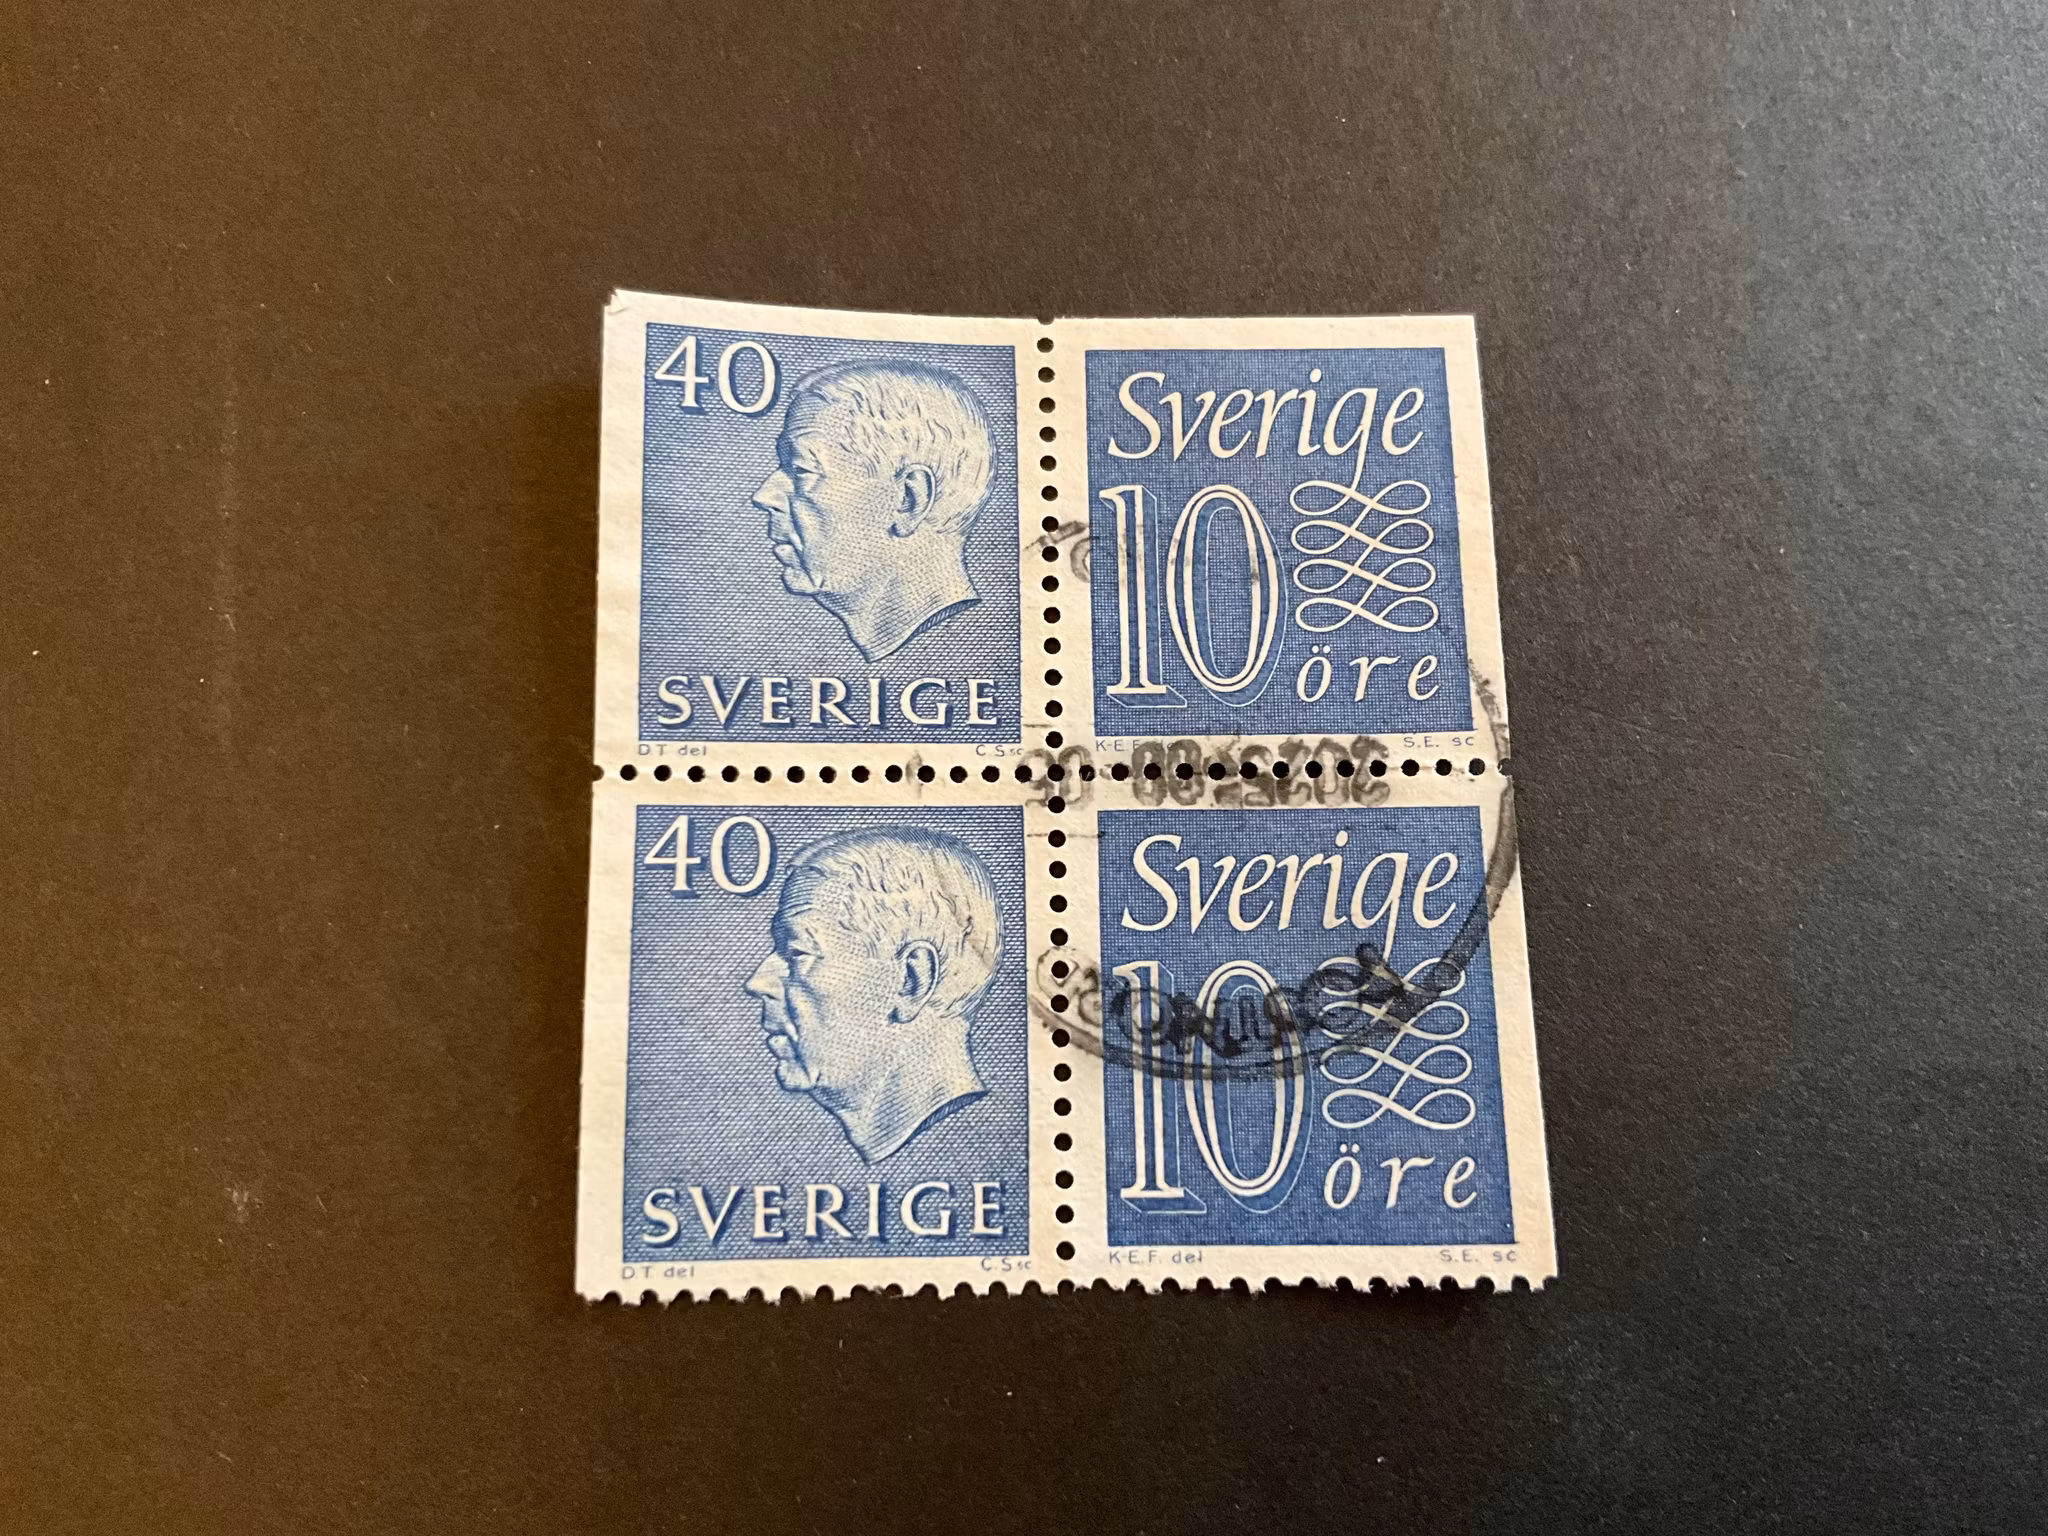 40
SVERIGE
D.T. del C.S sc
Sverige
10
öre
K-E.F. del S.E. sc
40
SVERIGE
D.T. del C.S sc
Sverige
10
öre
K-E.F. del S.E. sc